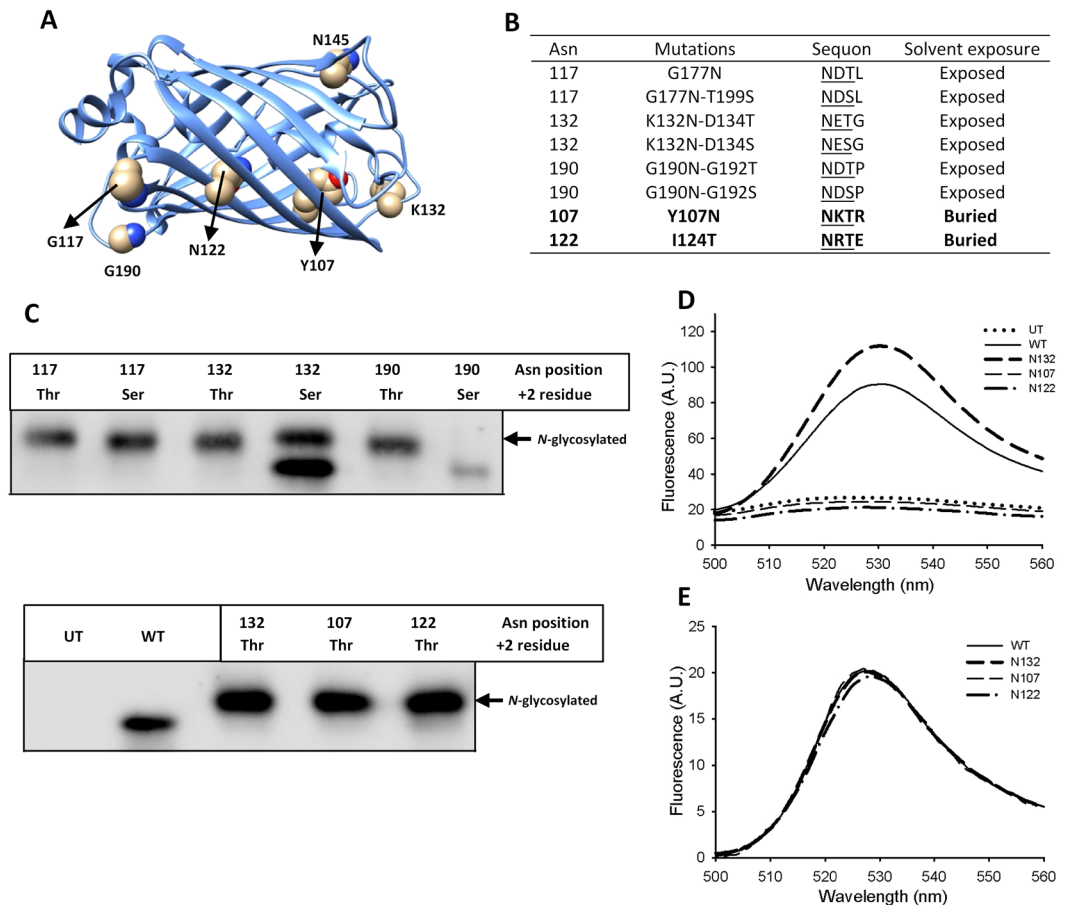 A
N145
G117
G190
N122
Y107
K132
B
Asn Mutations Sequon Solvent exposure
117 G177N NDTL Exposed
117 G177N-T199S NDSL Exposed
132 K132N-D134T NETG Exposed
132 K132N-D134S NESG Exposed
190 G190N-G192T NDTP Exposed
190 G190N-G192S NDSP Exposed
107 Y107N NKTR Buried
122 I124T NRTE Buried
C
117 117 132 132 190 190 Asn position
Thr Ser Thr Ser Thr Ser +2 residue
N-glycosylated
UT WT 132 107 122 Asn position
Thr Thr Thr +2 residue
N-glycosylated
D
Fluorescence (A.U.)
120
100
80
60
40
20
0
500 510 520 530 540 550 560
Wavelength (nm)
UT
WT
N132
N107
N122
E
Fluorescence (A.U.)
25
20
15
10
5
0
500 510 520 530 540 550 560
Wavelength (nm)
WT
N132
N107
N122